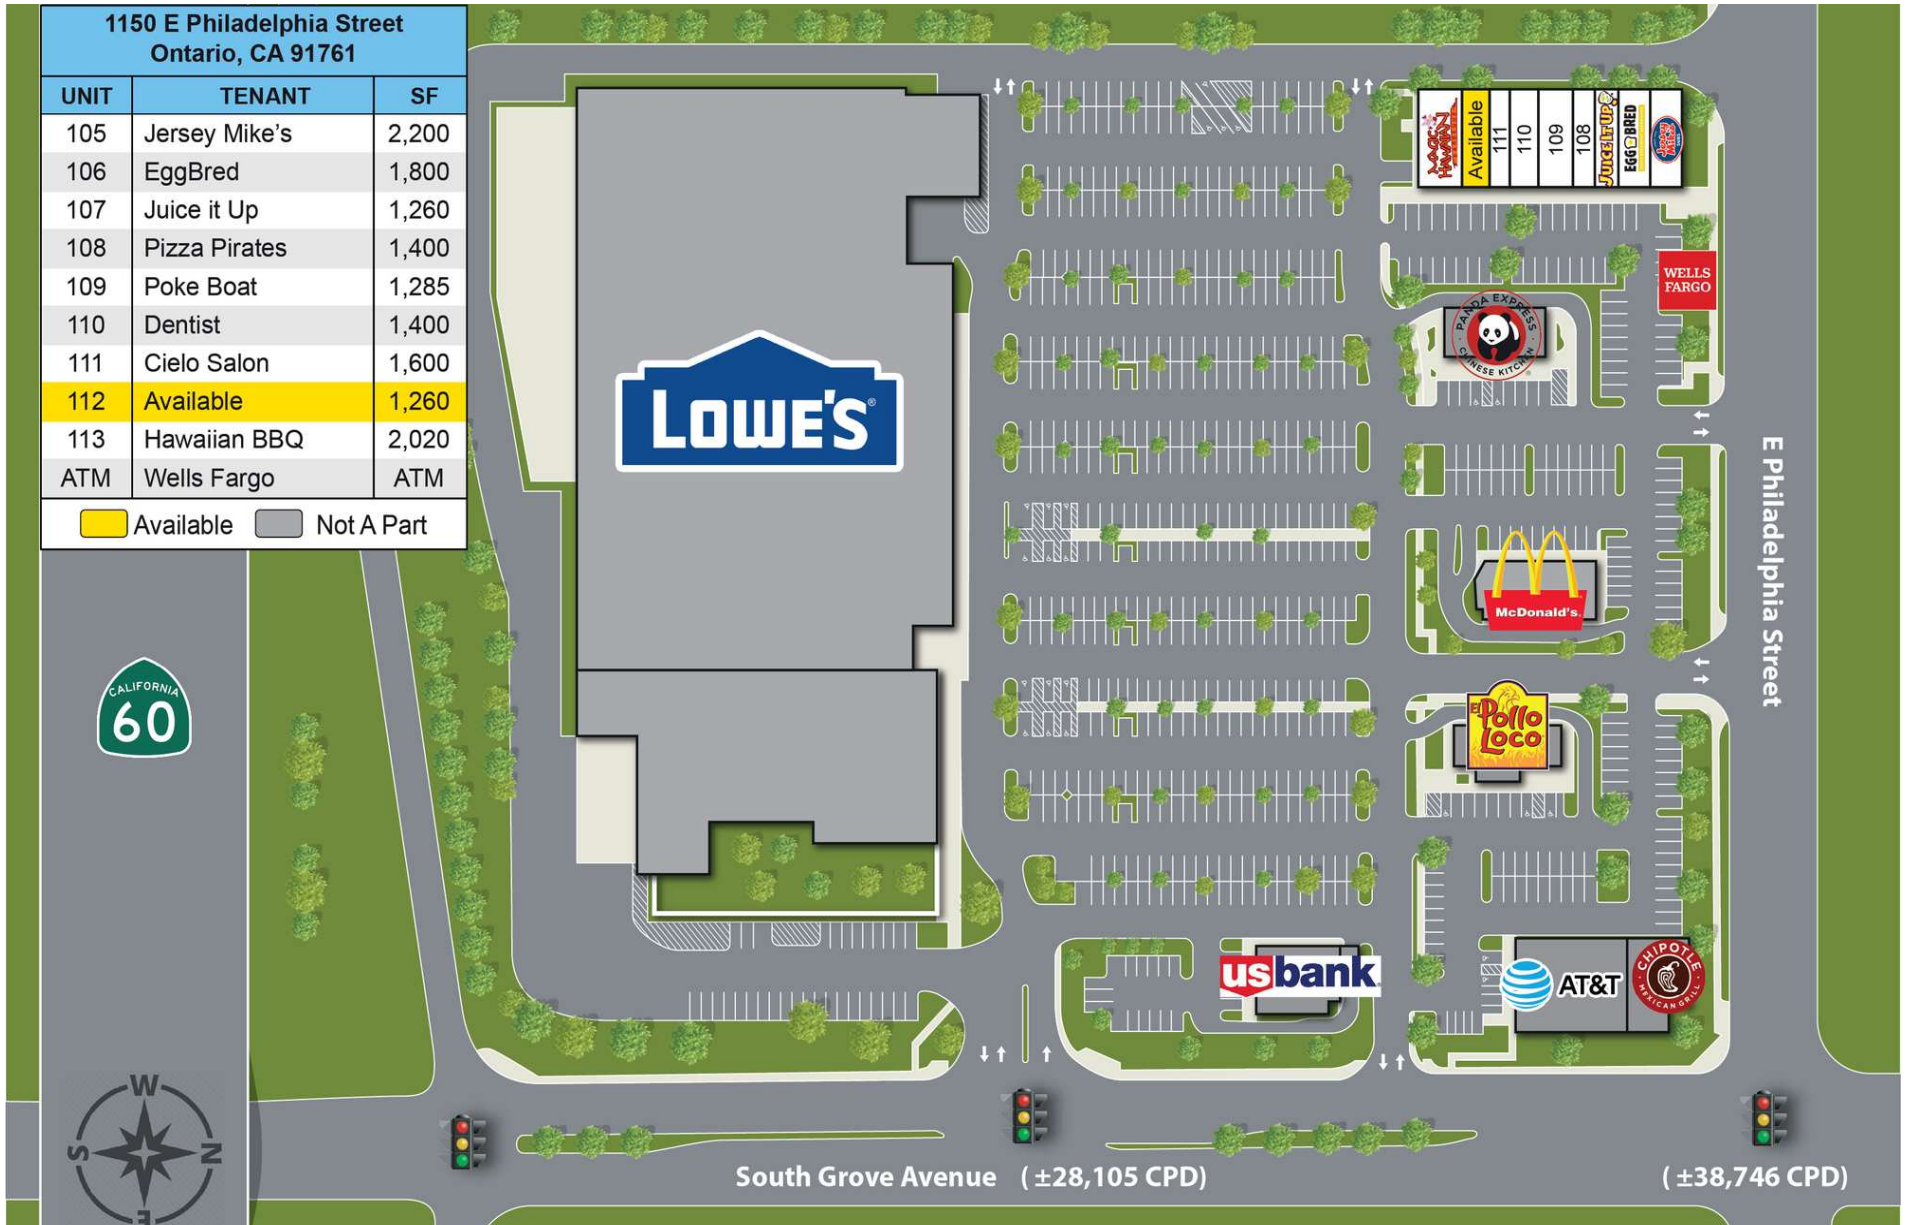 1150 E Philadelphia Street
Ontario, CA 91761
UNIT TENANT SF
105 Jersey Mike's 2,200
106 EggBred 1,800
107 Juice it Up 1,260
108 Pizza Pirates 1,400
109 Poke Boat 1,285
110 Dentist 1,400
111 Cielo Salon 1,600
112 Available 1,260
113 Hawaiian BBQ 2,020
ATM Wells Fargo ATM
Available Not A Part
MAGIC HAWAIIAN
Available
111
110
109
108
JUICE IT UP!
EGG BRED
Jersey Mike's
SUBS
WELLS
FARGO
PANDA EXPRESS
CHINESE KITCHEN
LOWE'S®
E Philadelphia Street
McDonald's
CALIFORNIA
60
El Pollo
Loco
usbank
AT&T
CHIPOTLE
MEXICAN GRILL
W
S N
E
South Grove Avenue (±28,105 CPD)
(±38,746 CPD)